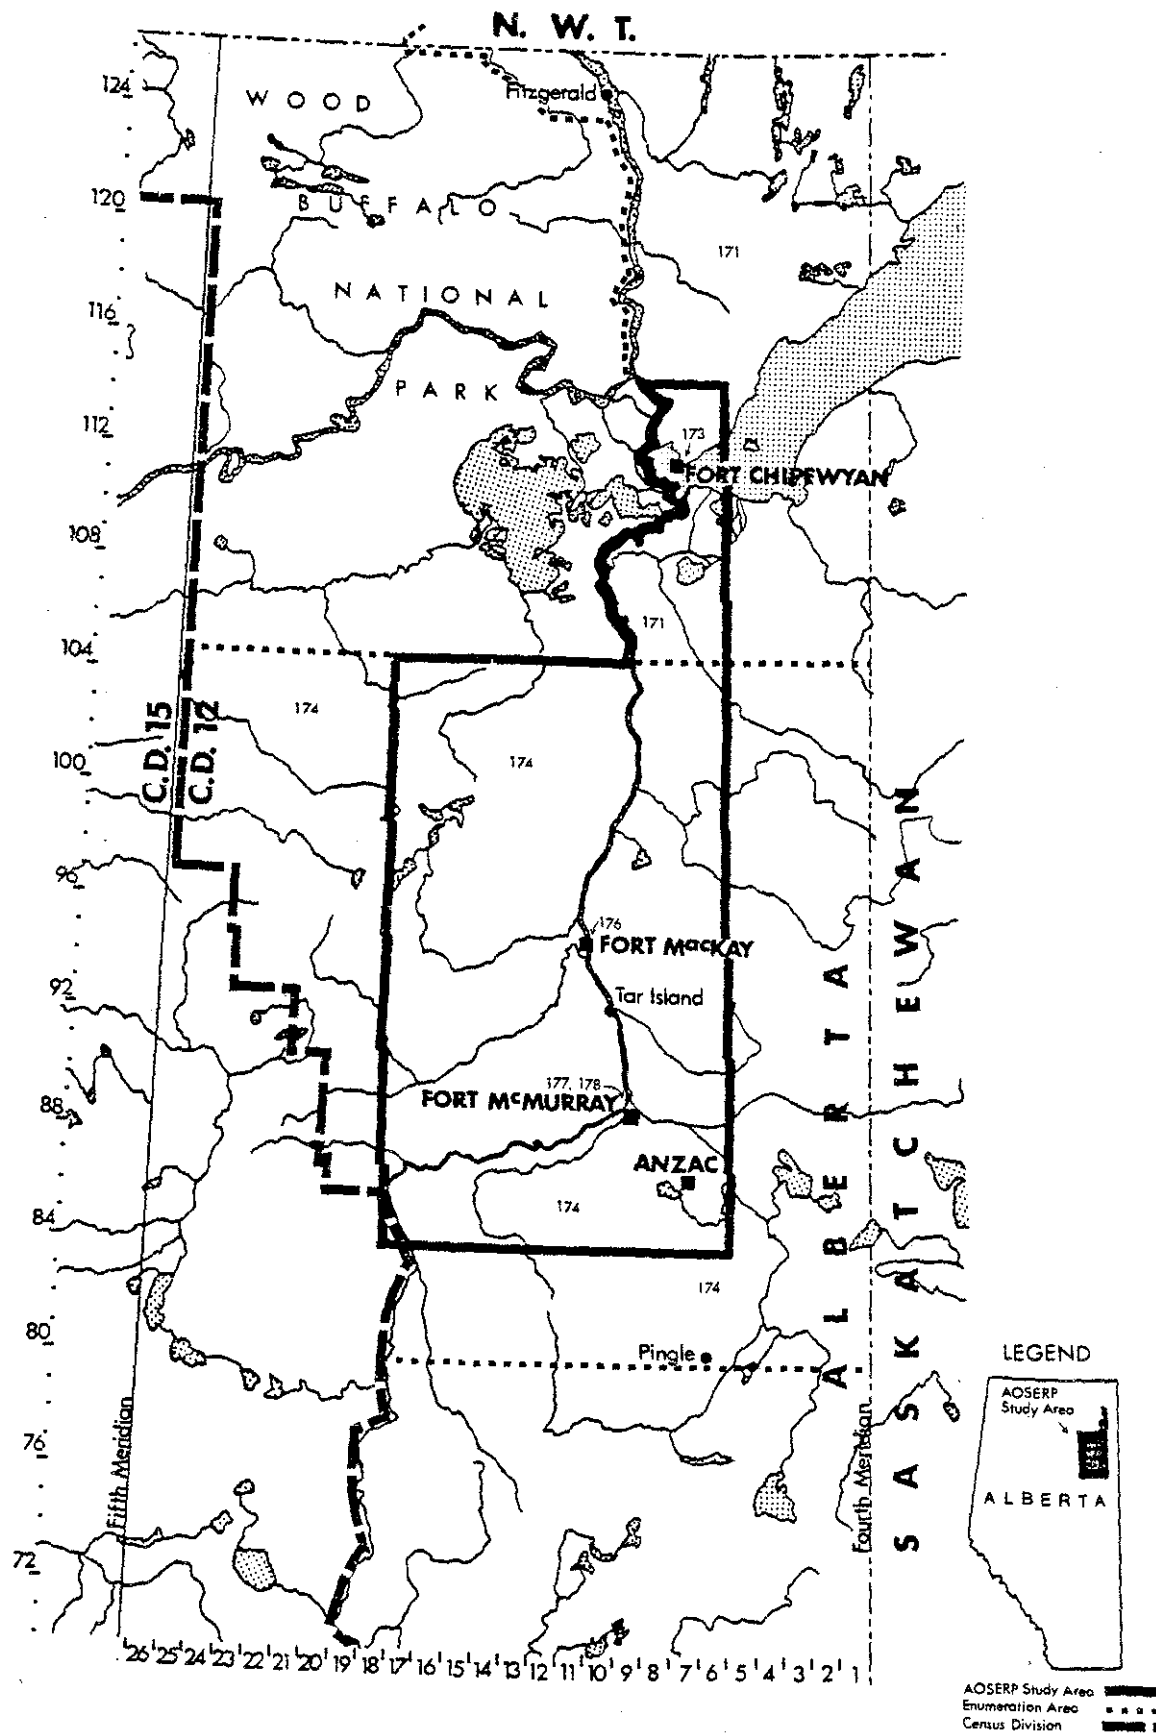 N. W. T.
124
Fitzgerald
WOOD
120
BUFFALO
171
NATIONAL
116
PARK
112
173
FORT CHIPEWYAN
108
171
104
174
C.D. 15
C.D. 12
174
100
96
176
FORT MacKAY
92
Tar Island
177, 178
FORT McMURRAY
88
ANZAC
174
84
174
80
Pingle
ALBERTA
SASKATCHEWAN
76
Fifth Meridian
Fourth Meridian
72
26 25 24 23 22 21 20 19 18 17 16 15 14 13 12 11 10 9 8 7 6 5 4 3 2 1
LEGEND
AOSERP
Study Area
ALBERTA
AOSERP Study Area
Enumeration Area
Census Division